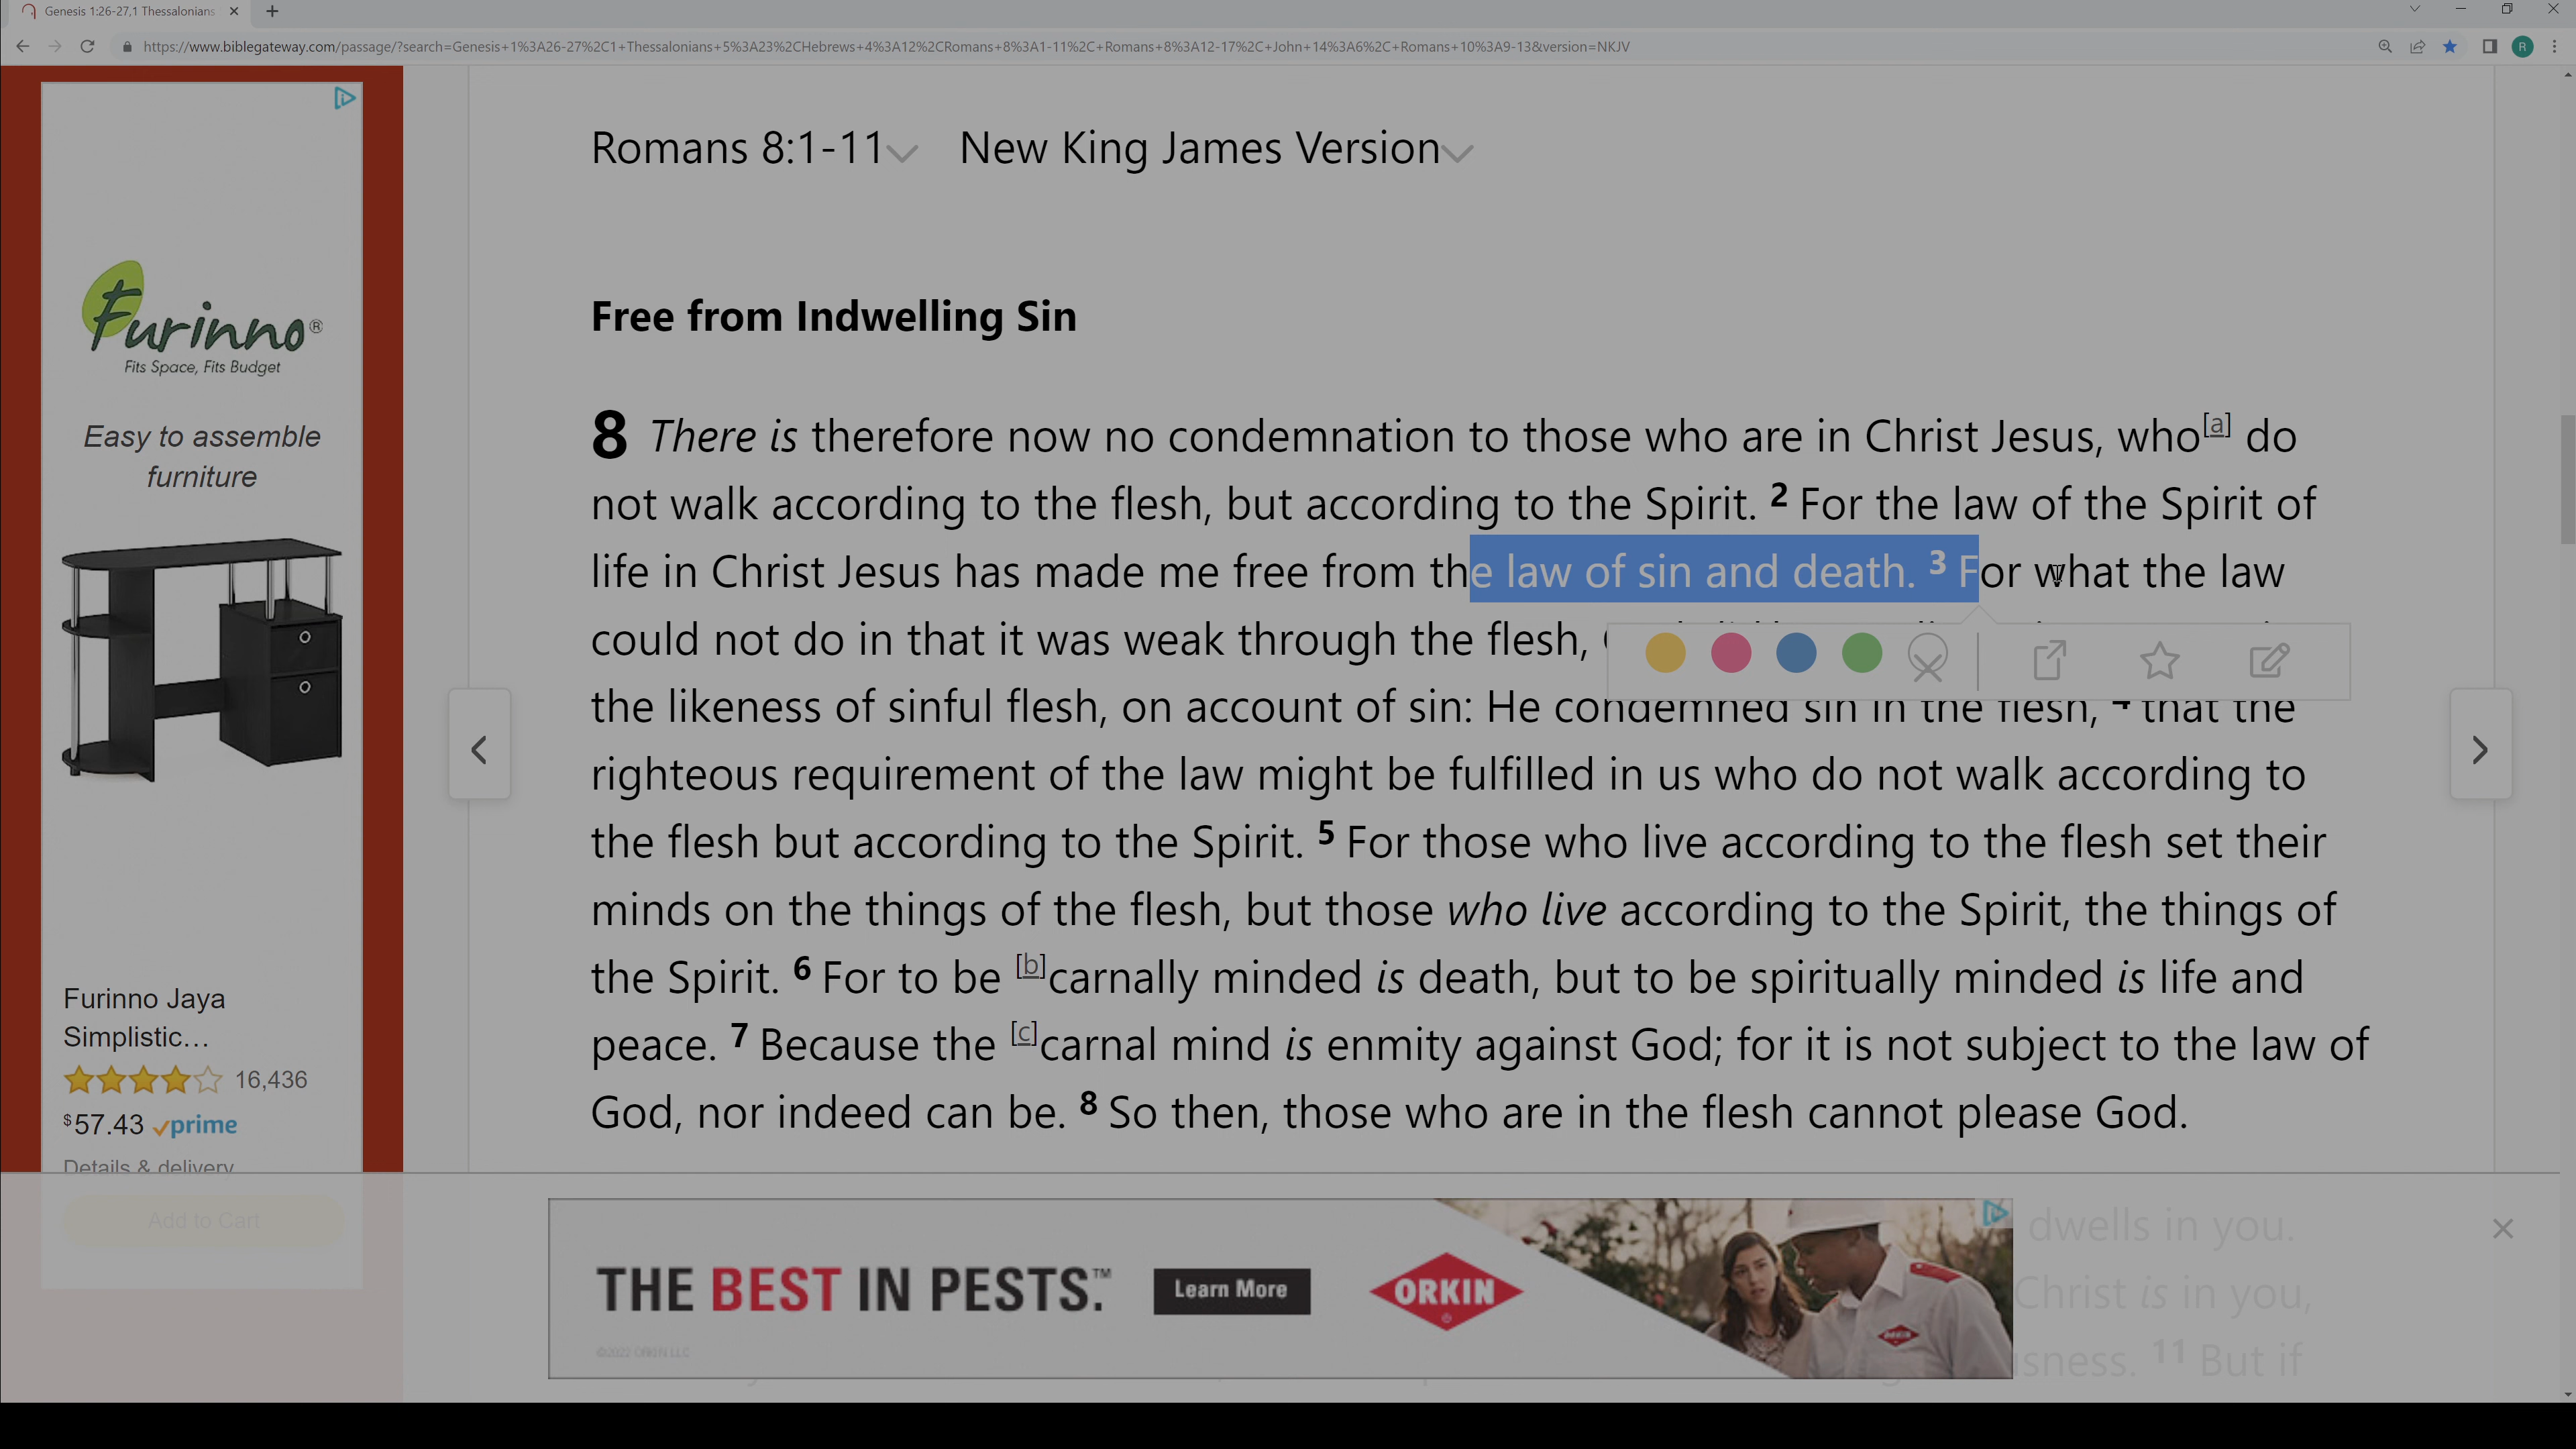 Genesis 1:26-27,1 Thessalonians
https://www.biblegateway.com/passage/?search=Genesis+1%3A26-27%2C1+Thessalonians+5%3A23%2CHebrews+4%3A12%2CRomans+8%3A1-11%2C+Romans+8%3A12-17%2C+John+14%3A6%2C+Romans+10%3A9-13&version=NKJV
R
Furinno®
Fits Space, Fits Budget
Easy to assemble
furniture
Furinno Jaya
Simplistic...
16,436
$57.43 prime
Details & delivery
Add to Cart
Romans 8:1-11 New King James Version
Free from Indwelling Sin
8 There is therefore now no condemnation to those who are in Christ Jesus, who[a] do
not walk according to the flesh, but according to the Spirit. 2 For the law of the Spirit of
life in Christ Jesus has made me free from the law of sin and death. 3 For what the law
could not do in that it was weak through the flesh,
the likeness of sinful flesh, on account of sin: He condemned sin in the flesh, 4 that the
righteous requirement of the law might be fulfilled in us who do not walk according to
the flesh but according to the Spirit. 5 For those who live according to the flesh set their
minds on the things of the flesh, but those who live according to the Spirit, the things of
the Spirit. 6 For to be [b]carnally minded is death, but to be spiritually minded is life and
peace. 7 Because the [c]carnal mind is enmity against God; for it is not subject to the law of
God, nor indeed can be. 8 So then, those who are in the flesh cannot please God.
dwells in you.
Christ is in you,
11 But if
THE BEST IN PESTS.™
Learn More
ORKIN
©2022 ORKIN LLC